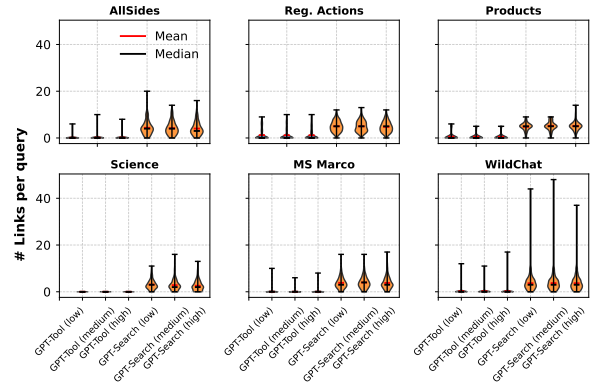 AllSides
Reg. Actions
Products
Mean
Median
40
20
0
Science
MS Marco
WildChat
40
20
0
# Links per query
GPT-Tool (low)
GPT-Tool (medium)
GPT-Tool (high)
GPT-Search (low)
GPT-Search (medium)
GPT-Search (high)
GPT-Tool (low)
GPT-Tool (medium)
GPT-Tool (high)
GPT-Search (low)
GPT-Search (medium)
GPT-Search (high)
GPT-Tool (low)
GPT-Tool (medium)
GPT-Tool (high)
GPT-Search (low)
GPT-Search (medium)
GPT-Search (high)